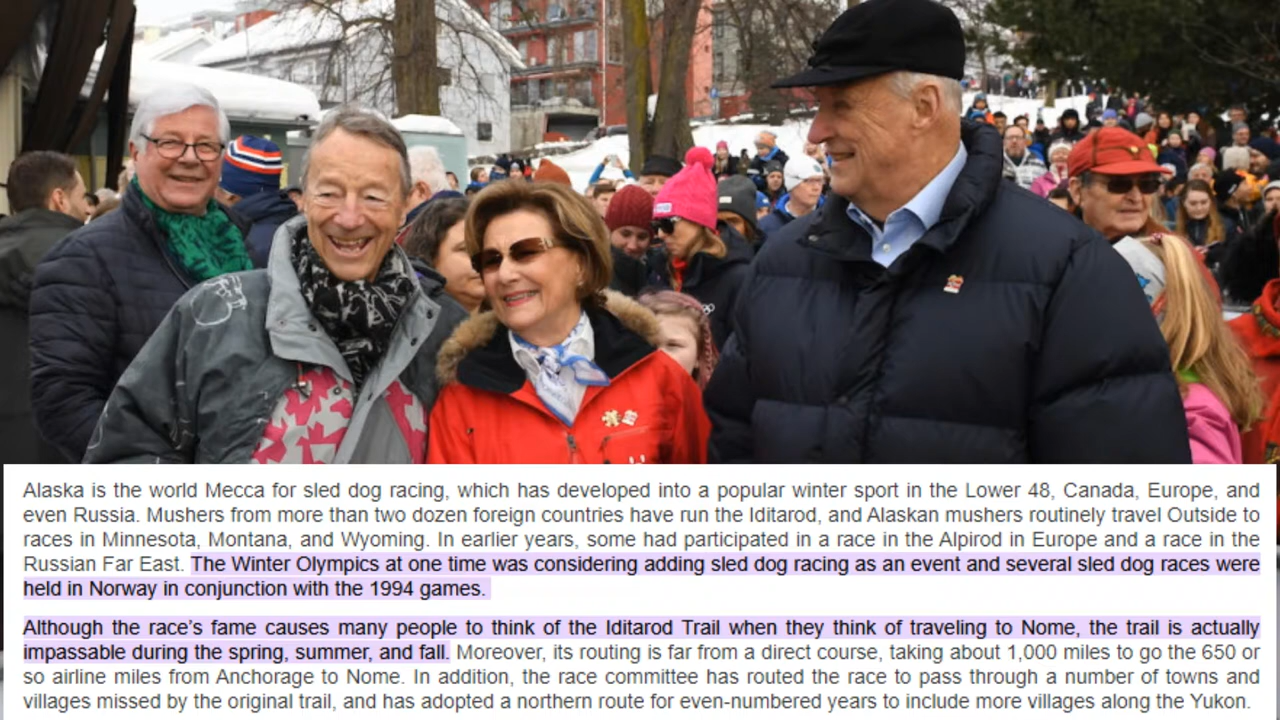 Alaska is the world Mecca for sled dog racing, which has developed into a popular winter sport in the Lower 48, Canada, Europe, and
even Russia. Mushers from more than two dozen foreign countries have run the Iditarod, and Alaskan mushers routinely travel Outside to
races in Minnesota, Montana, and Wyoming. In earlier years, some had participated in a race in the Alpirod in Europe and a race in the
Russian Far East. The Winter Olympics at one time was considering adding sled dog racing as an event and several sled dog races were
held in Norway in conjunction with the 1994 games.
Although the race’s fame causes many people to think of the Iditarod Trail when they think of traveling to Nome, the trail is actually
impassable during the spring, summer, and fall. Moreover, its routing is far from a direct course, taking about 1,000 miles to go the 650 or
so airline miles from Anchorage to Nome. In addition, the race committee has routed the race to pass through a number of towns and
villages missed by the original trail, and has adopted a northern route for even-numbered years to include more villages along the Yukon.